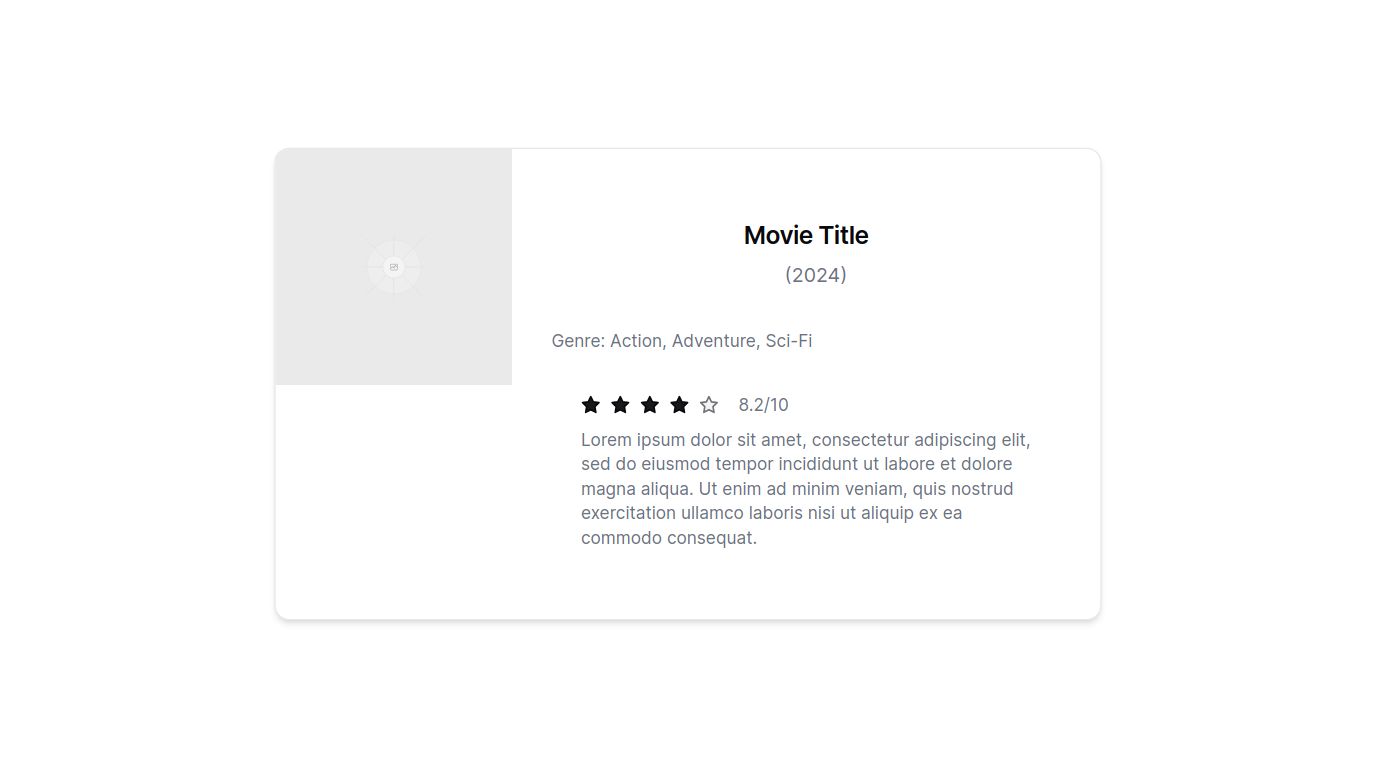 Movie Title
(2024)
Genre: Action, Adventure, Sci-Fi
8.2/10
Lorem ipsum dolor sit amet, consectetur adipiscing elit,
sed do eiusmod tempor incididunt ut labore et dolore
magna aliqua. Ut enim ad minim veniam, quis nostrud
exercitation ullamco laboris nisi ut aliquip ex ea
commodo consequat.